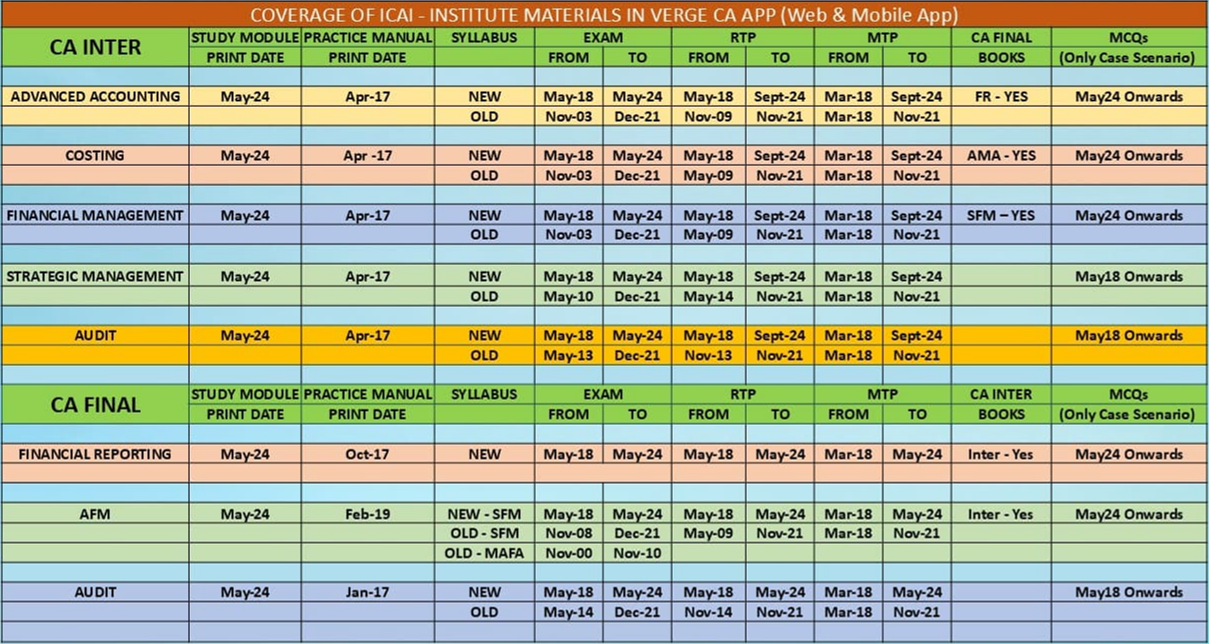 COVERAGE OF ICAI - INSTITUTE MATERIALS IN VERGE CA APP (Web & Mobile App)
CA INTER STUDY MODULE PRACTICE MANUAL SYLLABUS EXAM RTP MTP CA FINAL MCQs
PRINT DATE PRINT DATE FROM TO FROM TO FROM TO BOOKS (Only Case Scenario)
ADVANCED ACCOUNTING May-24 Apr-17 NEW May-18 May-24 May-18 Sept-24 Mar-18 Sept-24 FR - YES May24 Onwards
OLD Nov-03 Dec-21 Nov-09 Nov-21 Mar-18 Nov-21
COSTING May-24 Apr -17 NEW May-18 May-24 May-18 Sept-24 Mar-18 Sept-24 AMA - YES May24 Onwards
OLD Nov-03 Dec-21 May-09 Nov-21 Mar-18 Nov-21
FINANCIAL MANAGEMENT May-24 Apr-17 NEW May-18 May-24 May-18 Sept-24 Mar-18 Sept-24 SFM – YES May24 Onwards
OLD Nov-03 Dec-21 May-09 Nov-21 Mar-18 Nov-21
STRATEGIC MANAGEMENT May-24 Apr-17 NEW May-18 May-24 May-18 Sept-24 Mar-18 Sept-24 May18 Onwards
OLD May-10 Dec-21 May-14 Nov-21 Mar-18 Nov-21
AUDIT May-24 Apr-17 NEW May-18 May-24 May-18 Sept-24 Mar-18 Sept-24 May18 Onwards
OLD May-13 Dec-21 Nov-13 Nov-21 Mar-18 Nov-21
CA FINAL STUDY MODULE PRACTICE MANUAL SYLLABUS EXAM RTP MTP CA INTER MCQs
PRINT DATE PRINT DATE FROM TO FROM TO FROM TO BOOKS (Only Case Scenario)
FINANCIAL REPORTING May-24 Oct-17 NEW May-18 May-24 May-18 May-24 Mar-18 May-24 Inter - Yes May24 Onwards
AFM May-24 Feb-19 NEW - SFM May-18 May-24 May-18 May-24 Mar-18 May-24 Inter - Yes May24 Onwards
OLD - SFM Nov-08 Dec-21 May-09 Nov-21 Mar-18 Nov-21
OLD - MAFA Nov-00 Nov-10
AUDIT May-24 Jan-17 NEW May-18 May-24 May-18 May-24 Mar-18 May-24 May18 Onwards
OLD May-14 Dec-21 Nov-14 Nov-21 Mar-18 Nov-21